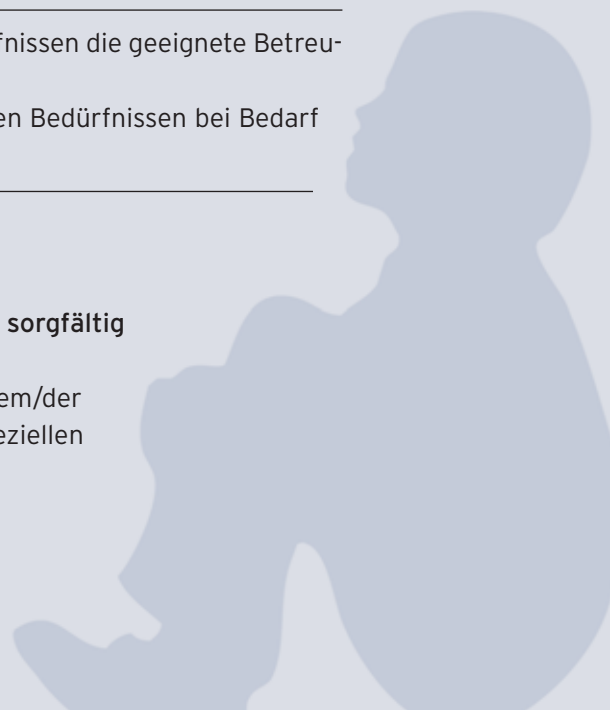 fnissen die geeignete Betreu-
en Bedürfnissen bei Bedarf
sorgfältig
em/der
eziellen